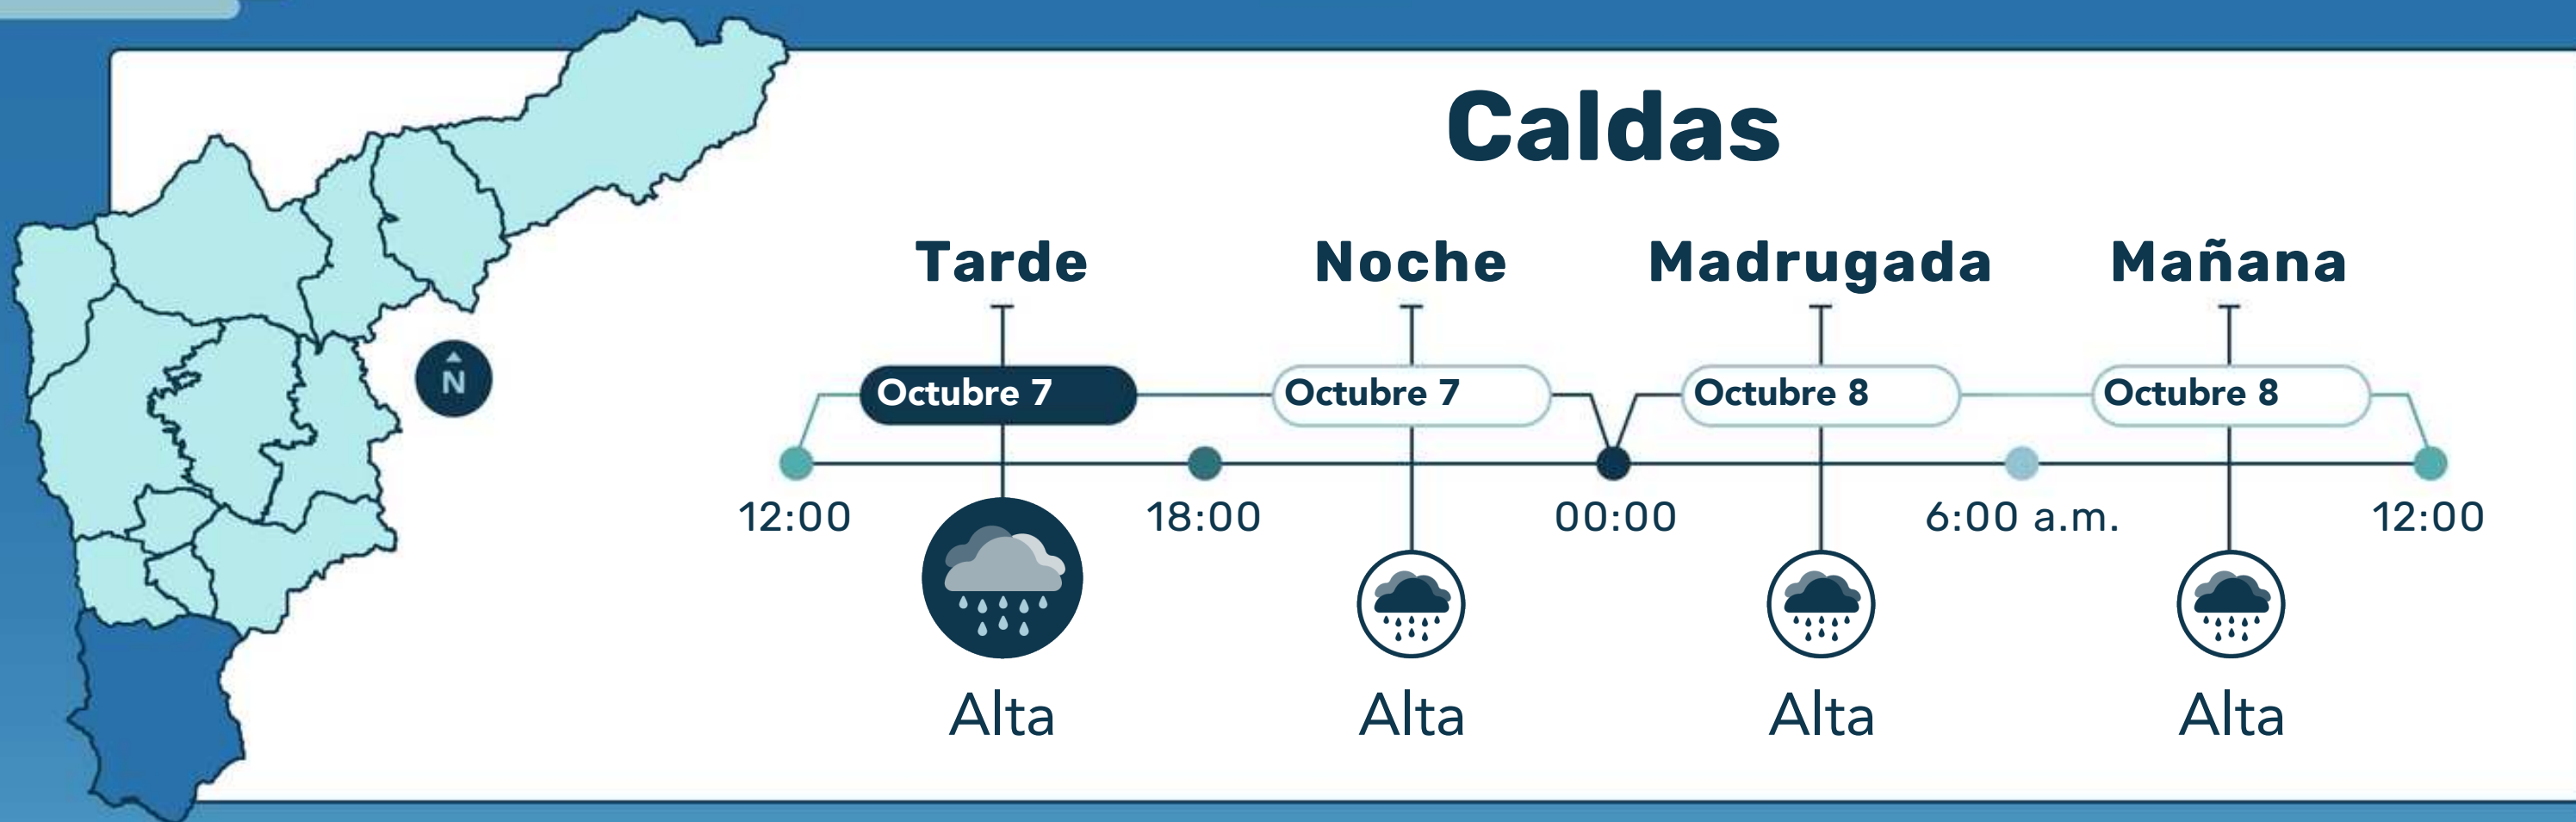 Caldas
Tarde
Noche
Madrugada
Mañana
Octubre 7
Octubre 7
Octubre 8
Octubre 8
N
12:00
18:00
00:00
6:00 a.m.
12:00
Alta
Alta
Alta
Alta